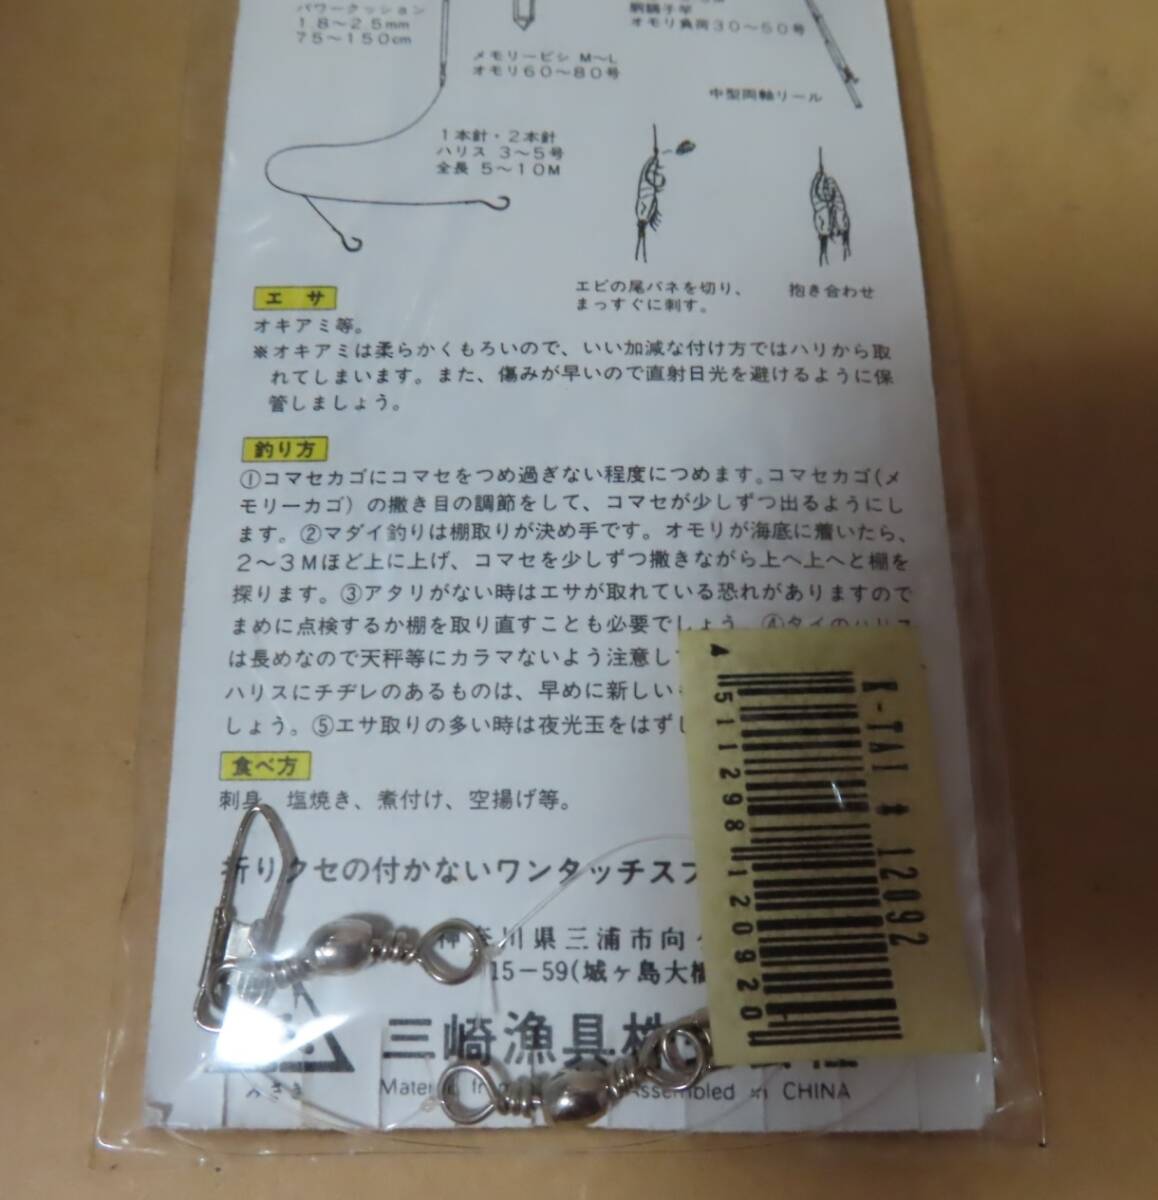 パワークッション
1.8〜2.5mm
75〜150cm
メモリービシ M〜L
オモリ60〜80号
胴調子竿
オモリ負荷30〜50号
中型両軸リール
1本針・2本針
ハリス 3〜5号
全長 5〜10M
エビの尾バネを切り、
まっすぐに刺す。
抱き合わせ
エサ
オキアミ等。
※オキアミは柔らかくもろいので、いい加減な付け方ではハリから取
れてしまいます。また、傷みが早いので直射日光を避けるように保
管しましょう。
釣り方
①コマセカゴにコマセをつめ過ぎない程度につめます。コマセカゴ(メ
モリーカゴ)の撒き目の調節をして、コマセが少しずつ出るようにし
ます。②マダイ釣りは棚取りが決め手です。オモリが海底に着いたら、
2〜3Mほど上に上げ、コマセを少しずつ撒きながら上へ上へと棚を
探ります。③アタリがない時はエサが取れている恐れがありますので
まめに点検するか棚を取り直すことも必要でしょう。④タイのハリス
は長めなので天秤等にカラマないよう注意し
ハリスにチヂレのあるものは、早めに新しい
しょう。⑤エサ取りの多い時は夜光玉をはずし
食べ方
刺身、塩焼き、煮付け、空揚げ等。
折りクセの付かないワンタッチス
神奈川県三浦市向ヶ
15-59(城ヶ島大橋
三崎漁具株
みさき
Material from Assembled in CHINA
K-TAI # 12092
4 511298 120920